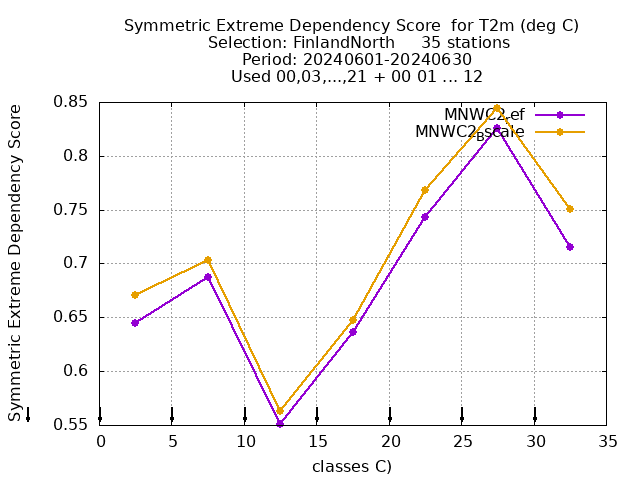 Symmetric Extreme Dependency Score for T2m (deg C)
Selection: FinlandNorth 35 stations
Period: 20240601-20240630
Used 00,03,...,21 + 00 01 ... 12
Symmetric Extreme Dependency Score
0.85
0.8
0.75
0.7
0.65
0.6
0.55
0 5 10 15 20 25 30 35
classes C)